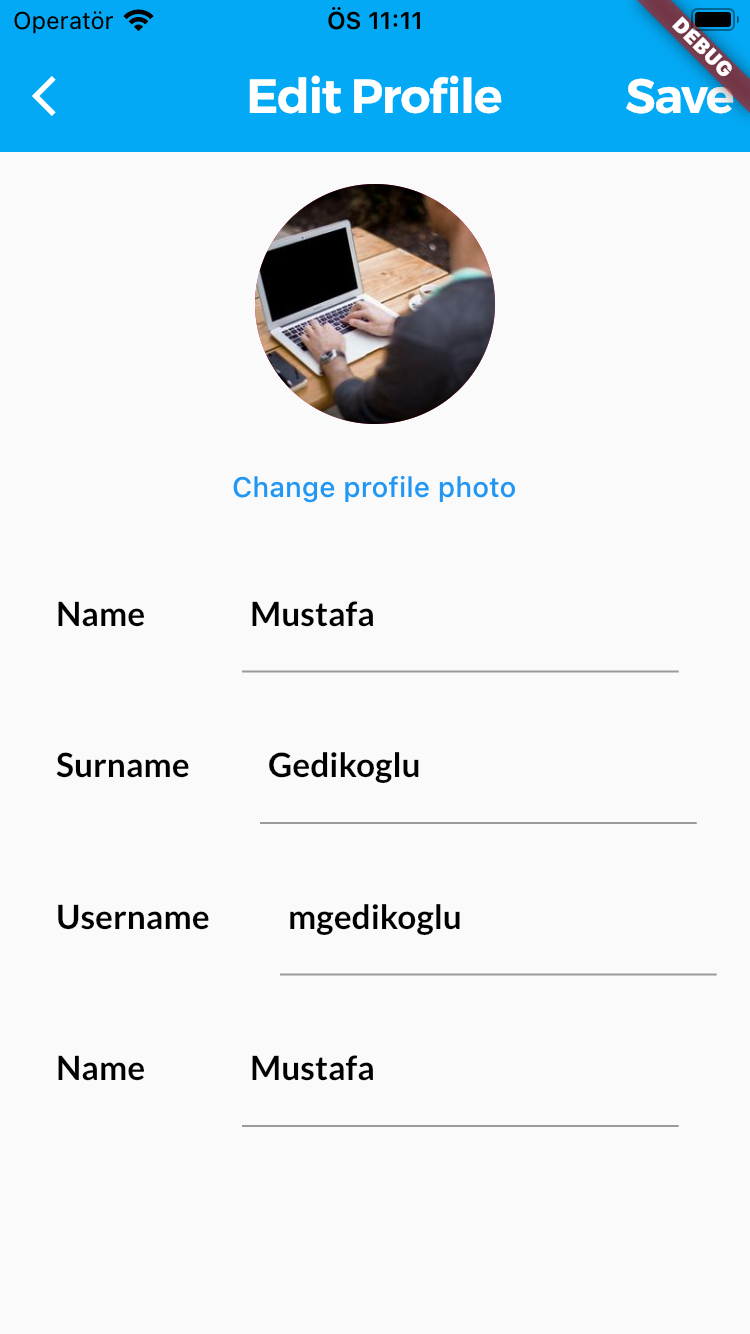 Operatör ÖS 11:11
DEBUG
Edit Profile Save
Change profile photo
Name Mustafa
Surname Gedikoglu
Username mgedikoglu
Name Mustafa